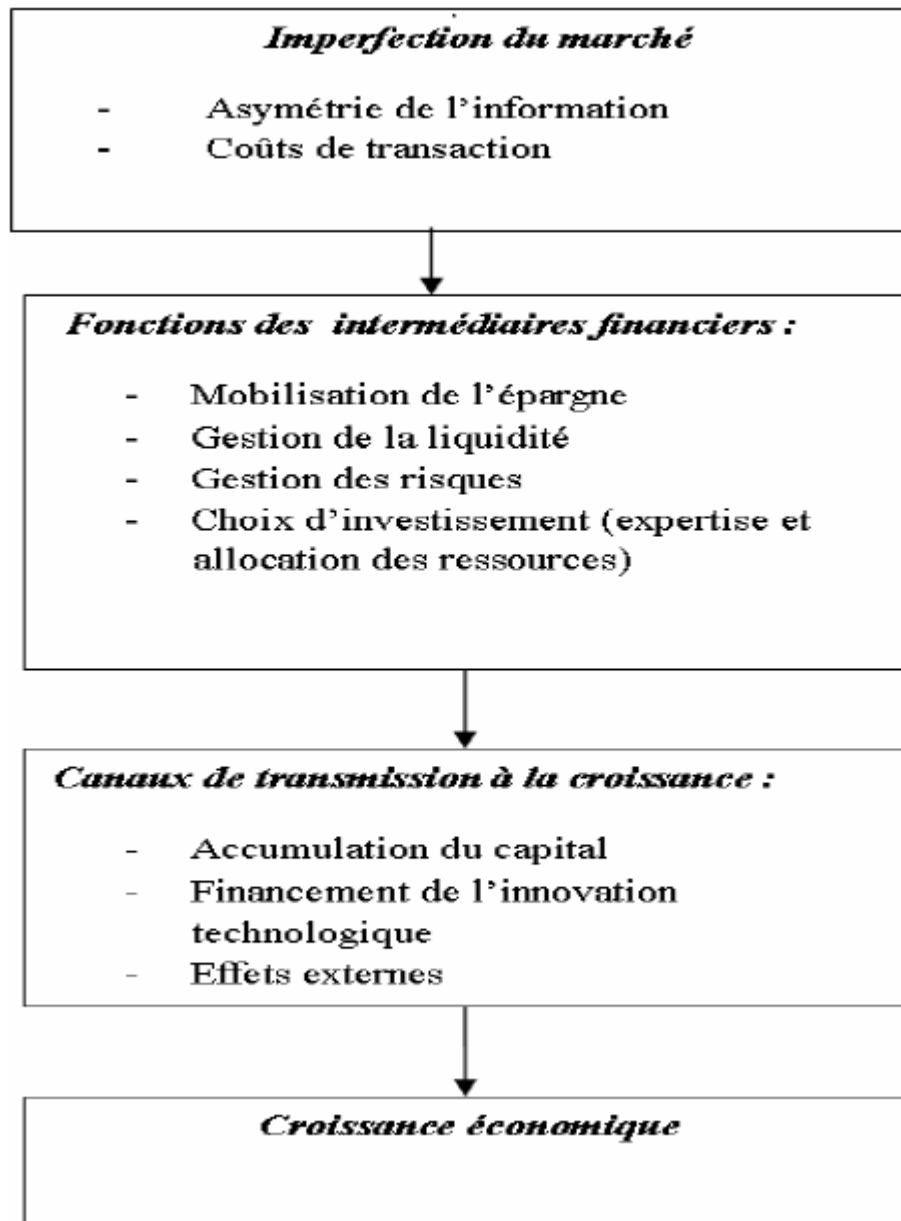 Imperfection du marché
- Asymétrie de l’information
- Coûts de transaction
Fonctions des intermédiaires financiers :
- Mobilisation de l’épargne
- Gestion de la liquidité
- Gestion des risques
- Choix d’investissement (expertise et
allocation des ressources)
Canaux de transmission à la croissance :
- Accumulation du capital
- Financement de l’innovation
technologique
- Effets externes
Croissance économique